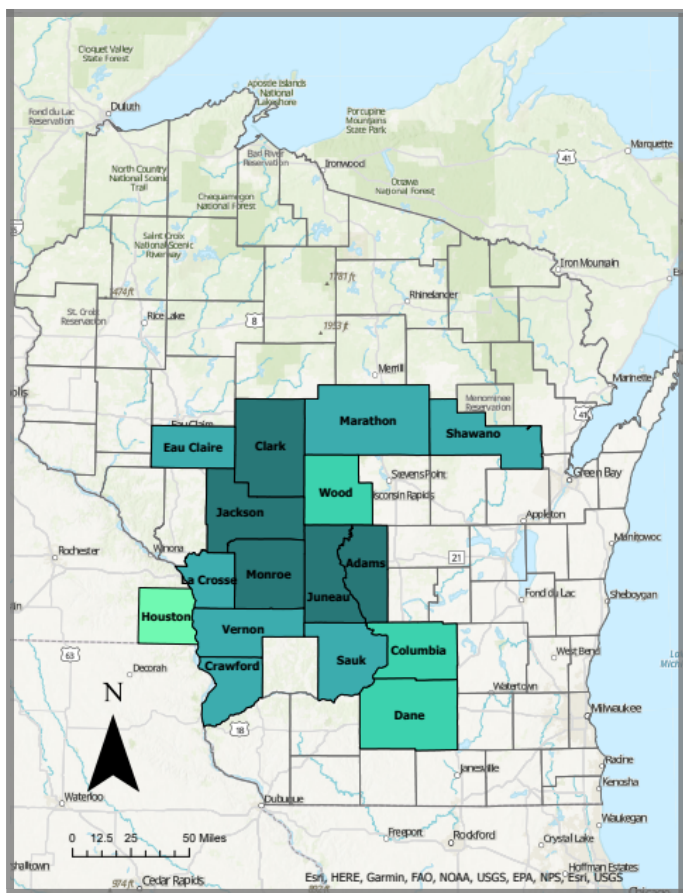 Cloquet Valley
State Forest
Apostle Islands
National
Lakeshore
Fond du Lac
Reservation
Duluth
Porcupine
Mountains
State Park
Marquette
41
Bad River
Reservation
Ironwood
North Country
National Scenic
Trail
Ottawa
National Forest
Chequamegon
National Forest
Saint Croix
National Scenic
Riverway
Iron Mountain
1781 ft
1474 ft
Rhinelander
St. Croix
Reservation
Rice Lake
8
1953 ft
Merrill
Marinette
Menominee
Reservation
41
Marathon
Eau Claire
Clark
Shawano
Green Bay
Wood
Stevens Point
Wisconsin Rapids
Jackson
Appleton
Winona
Rochester
Manitowoc
21
Adams
La Crosse
Monroe
Juneau
Fond du Lac
Sheboygan
Houston
Vernon
63
Columbia
West Bend
Crawford
Sauk
Decorah
Watertown
N
Dane
Milwaukee
18
Racine
Janesville
Kenosha
Waterloo
Dubuque
Waukegan
0 12.5 25 50 Miles
Freeport
Rockford
Crystal Lake
Hoffman Estates
Cedar Rapids
974 ft
Esri, HERE, Garmin, FAO, NOAA, USGS, EPA, NPS, Esri, USGS